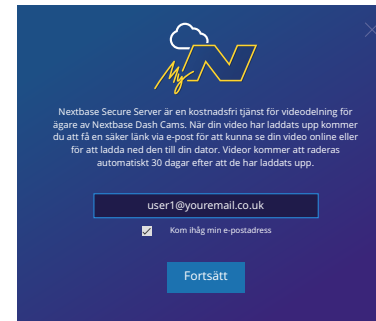 My N
Nextbase Secure Server är en kostnadsfri tjänst för videodelning för
ägare av Nextbase Dash Cams. När din video har laddats upp kommer
du att få en säker länk via e-post för att kunna se din video online eller
för att ladda ned den till din dator. Videor kommer att raderas
automatiskt 30 dagar efter att de har laddats upp.
user1@youremail.co.uk
Kom ihåg min e-postadress
Fortsätt